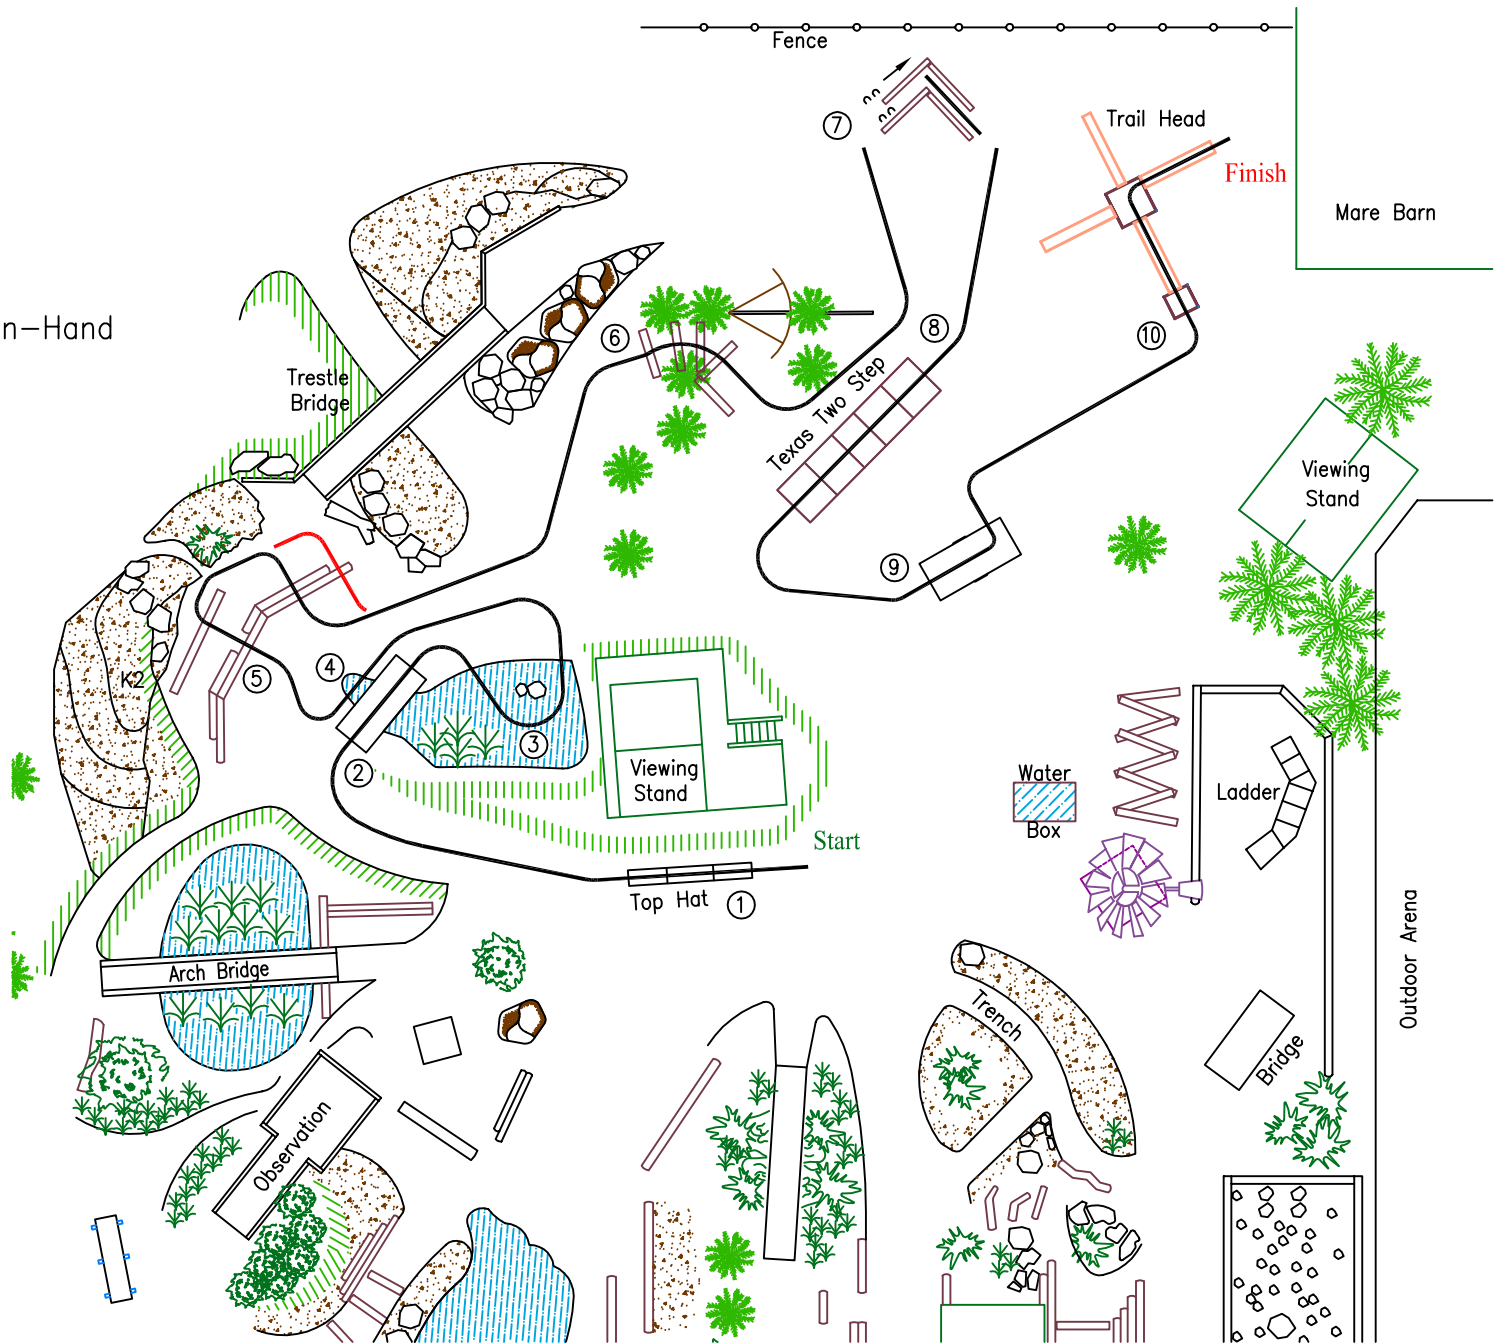 Fence
7
Trail Head
Finish
Mare Barn
n-Hand
6
8
10
Trestle
Bridge
Texas Two Step
Viewing
Stand
9
4
5
K2
3
2
Viewing
Stand
Water
Box
Ladder
Start
Top Hat
1
Outdoor Arena
Arch Bridge
Trench
Bridge
Observation